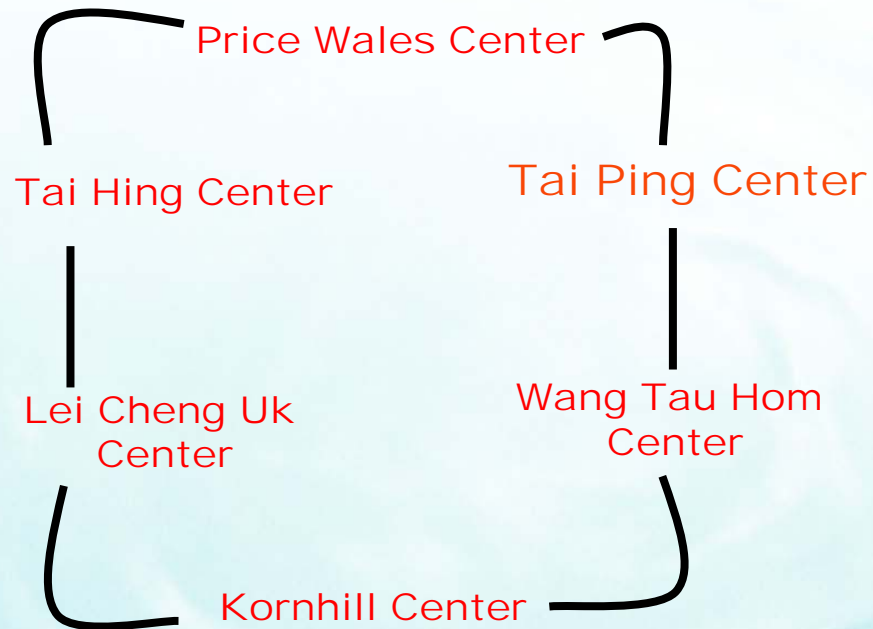 Price Wales Center
Tai Hing Center
Tai Ping Center
Lei Cheng Uk
Center
Wang Tau Hom
Center
Kornhill Center